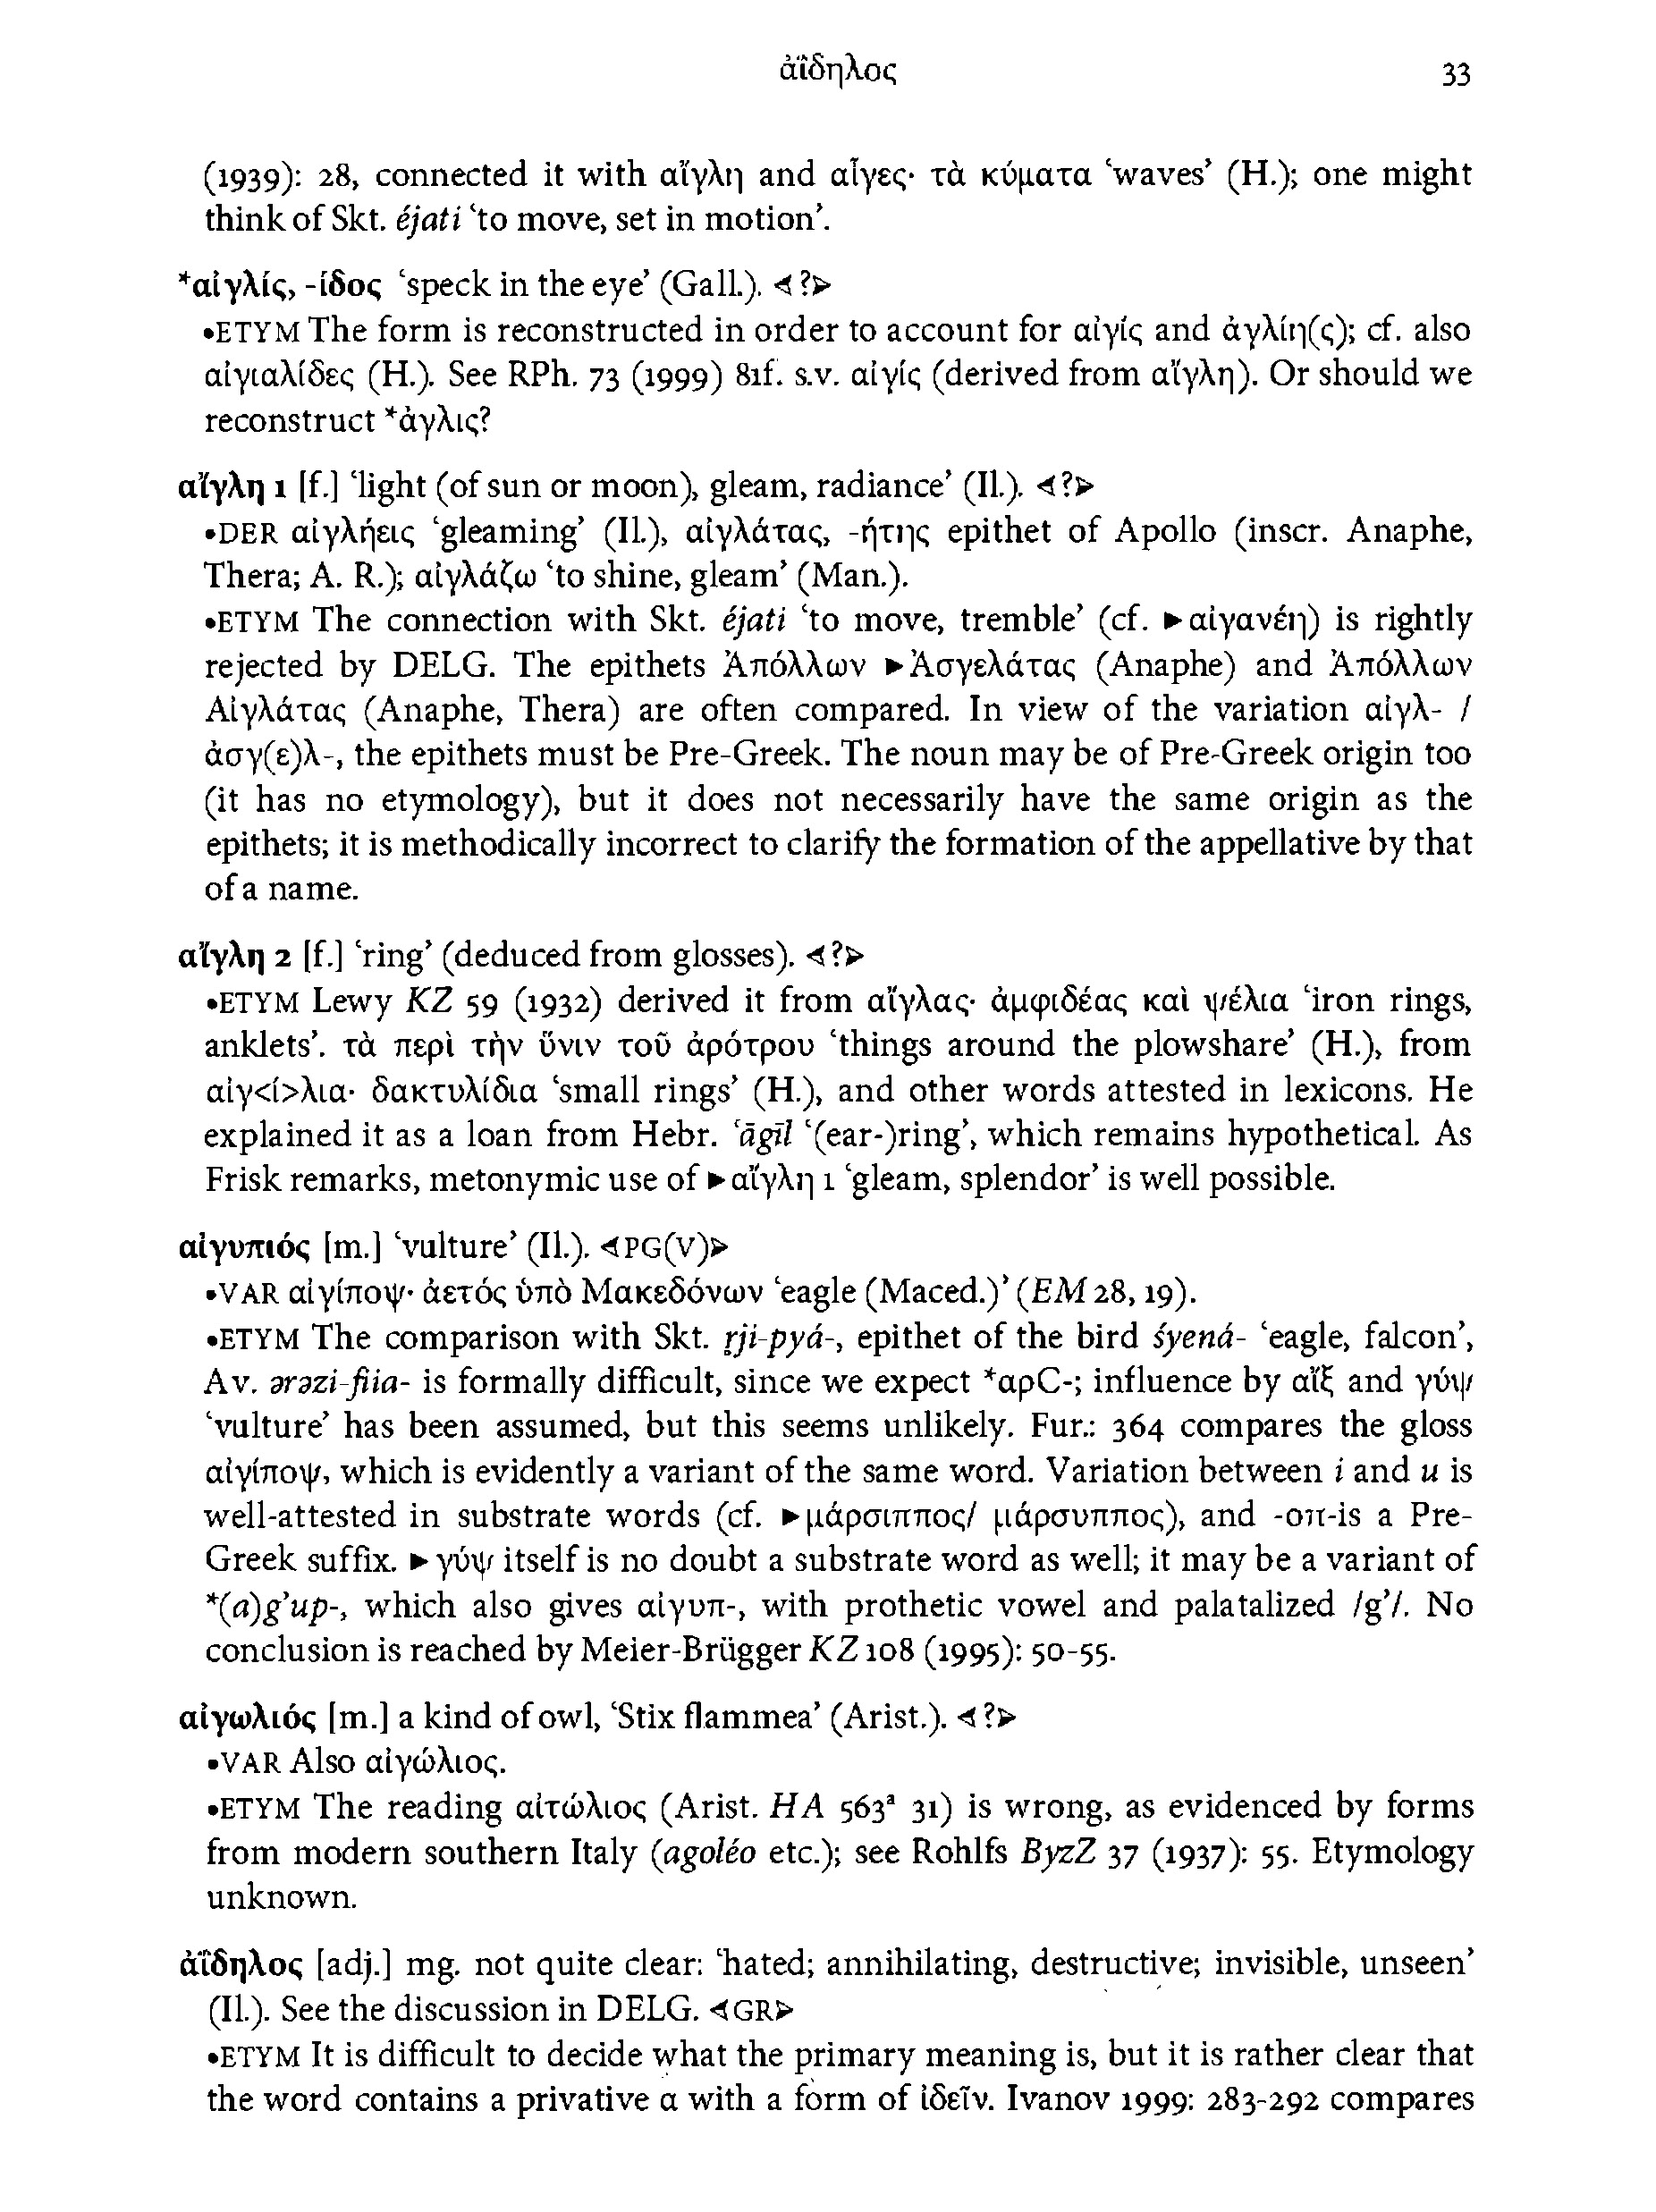 ἀΐδηλος 33
(1939): 28, connected it with αἴγλη and αἶγες· τὰ κύματα ‘waves’ (H.); one might
think of Skt. éjati ‘to move, set in motion’.
*αἰγλίς, -ίδος ‘speck in the eye’ (Gall.). ⊲?⊳
•ETYM The form is reconstructed in order to account for αἰγίς and ἀγλίη(ς); cf. also
αἰγιαλίδες (H.). See RPh. 73 (1999) 81f. s.v. αἰγίς (derived from αἴγλη). Or should we
reconstruct *ἀγλις?
αἴγλη 1 [f.] ‘light (of sun or moon), gleam, radiance’ (Il.). ⊲?⊳
•DER αἰγλήεις ‘gleaming’ (Il.), αἰγλάτας, -ήτης epithet of Apollo (inscr. Anaphe,
Thera; A. R.); αἰγλάζω ‘to shine, gleam’ (Man.).
•ETYM The connection with Skt. éjati ‘to move, tremble’ (cf. ►αἰγανέη) is rightly
rejected by DELG. The epithets Ἀπόλλων ►Ἀσγελάτας (Anaphe) and Ἀπόλλων
Αἰγλάτας (Anaphe, Thera) are often compared. In view of the variation αἰγλ- /
ἀσγ(ε)λ-, the epithets must be Pre-Greek. The noun may be of Pre-Greek origin too
(it has no etymology), but it does not necessarily have the same origin as the
epithets; it is methodically incorrect to clarify the formation of the appellative by that
of a name.
αἴγλη 2 [f.] ‘ring’ (deduced from glosses). ⊲?⊳
•ETYM Lewy KZ 59 (1932) derived it from αἴγλας· ἀμφιδέας καὶ ψέλια ‘iron rings,
anklets’. τὰ περὶ τὴν ὕνιν τοῦ ἀρότρου ‘things around the plowshare’ (H.), from
αἰγ<ί>λια· δακτυλίδια ‘small rings’ (H.), and other words attested in lexicons. He
explained it as a loan from Hebr. ‘āgīl ‘(ear-)ring’, which remains hypothetical. As
Frisk remarks, metonymic use of ►αἴγλη 1 ‘gleam, splendor’ is well possible.
αἰγυπιός [m.] ‘vulture’ (Il.). ⊲PG(V)⊳
•VAR αἰγίποψ· ἀετός ὑπὸ Μακεδόνων ‘eagle (Maced.)’ (EM 28, 19).
•ETYM The comparison with Skt. r̥ji-pyá-, epithet of the bird śyená- ‘eagle, falcon’,
Av. ərəzi-fiia- is formally difficult, since we expect *αρC-; influence by αἴξ and γύψ
‘vulture’ has been assumed, but this seems unlikely. Fur.: 364 compares the gloss
αἰγίποψ, which is evidently a variant of the same word. Variation between i and u is
well-attested in substrate words (cf. ►μάρσιππος/ μάρσυππος), and -οπ-is a Pre-
Greek suffix. ►γύψ itself is no doubt a substrate word as well; it may be a variant of
*(a)g’up-, which also gives αἰγυπ-, with prothetic vowel and palatalized /g’/. No
conclusion is reached by Meier-Brügger KZ 108 (1995): 50-55.
αἰγωλιός [m.] a kind of owl, ‘Stix flammea’ (Arist.). ⊲?⊳
•VAR Also αἰγώλιος.
•ETYM The reading αἰτώλιος (Arist. HA 563ᵃ 31) is wrong, as evidenced by forms
from modern southern Italy (agoléo etc.); see Rohlfs ByzZ 37 (1937): 55. Etymology
unknown.
ἀΐδηλος [adj.] mg. not quite clear: ‘hated; annihilating, destructive; invisible, unseen’
(Il.). See the discussion in DELG. ⊲GR⊳
•ETYM It is difficult to decide what the primary meaning is, but it is rather clear that
the word contains a privative α with a form of ἰδεῖν. Ivanov 1999: 283-292 compares